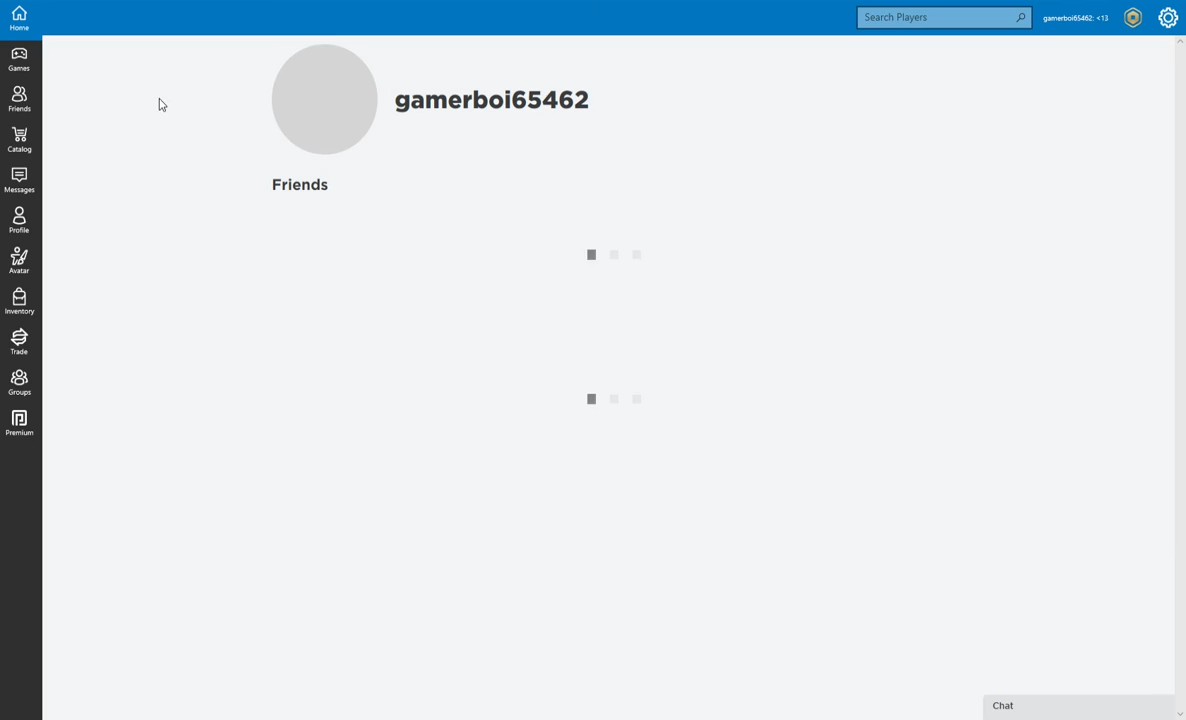 Home
Search Players
gamerboi65462: <13
Games
Friends
Catalog
Messages
Profile
Avatar
Inventory
Trade
Groups
Premium
gamerboi65462
Friends
Chat